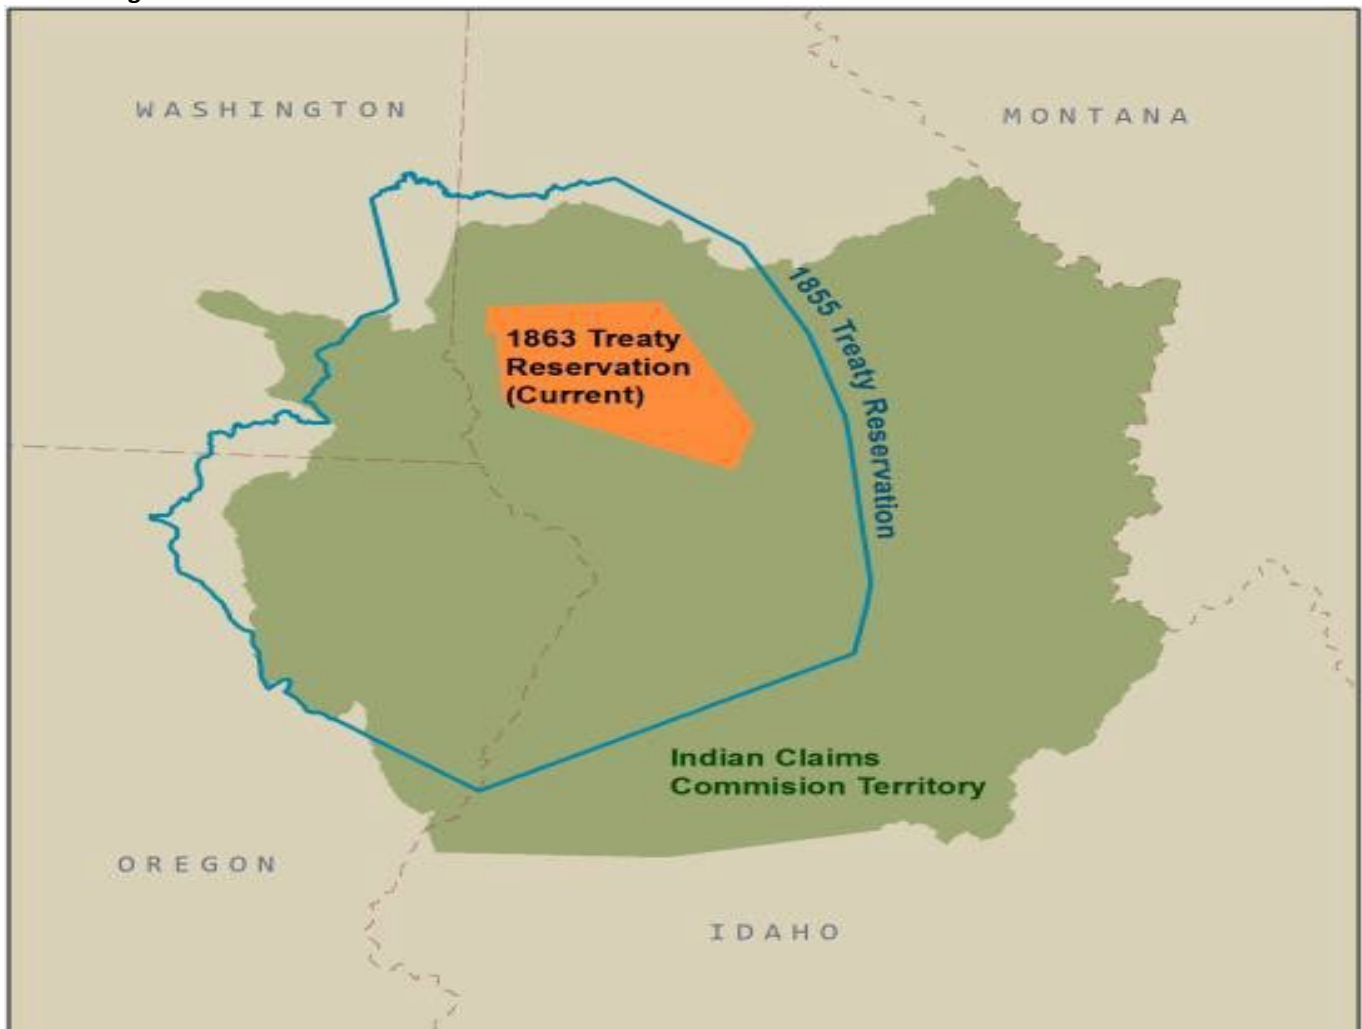 WASHINGTON
MONTANA
1855 Treaty Reservation
1863 Treaty
Reservation
(Current)
Indian Claims
Commision Territory
OREGON
IDAHO